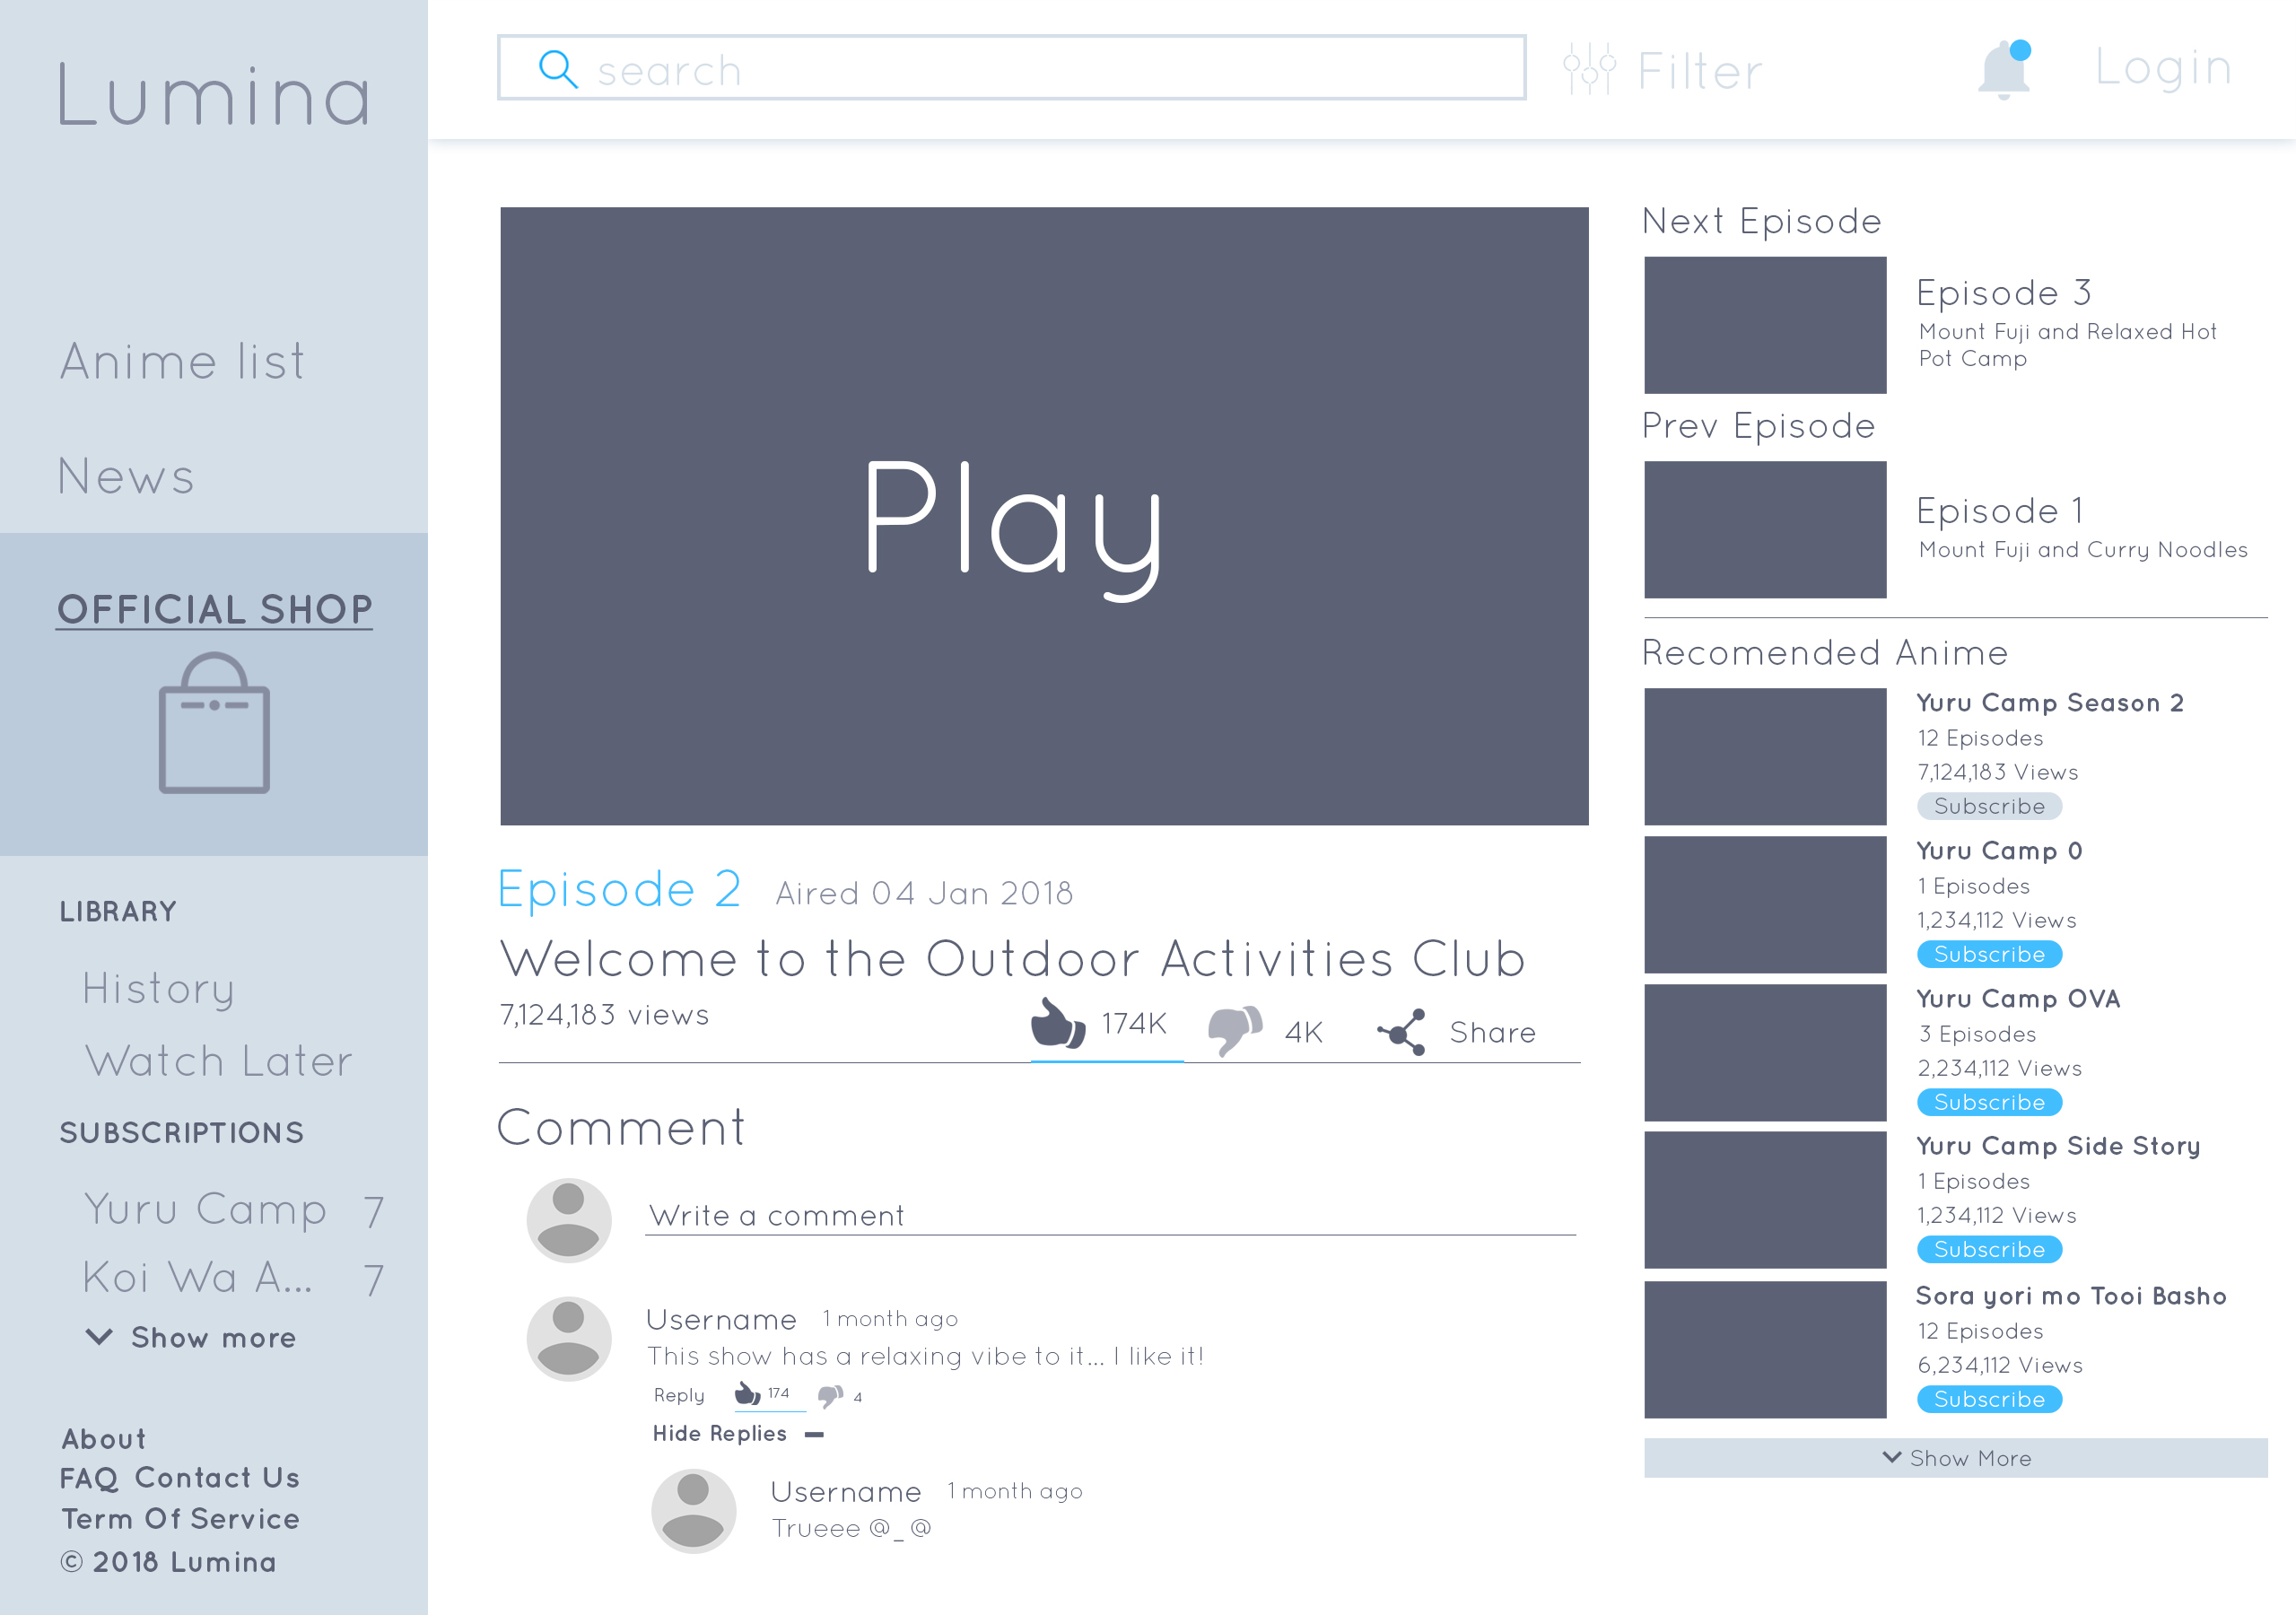 Lumina
Anime list
News
OFFICIAL SHOP
LIBRARY
History
Watch Later
SUBSCRIPTIONS
Yuru Camp 7
Koi Wa A... 7
Show more
About
FAQ Contact Us
Term Of Service
© 2018 Lumina
search
Filter
Login
Play
Episode 2 Aired 04 Jan 2018
Welcome to the Outdoor Activities Club
7,124,183 views
174K
4K
Share
Comment
Write a comment
Username 1 month ago
This show has a relaxing vibe to it... I like it!
Reply 174 4
Hide Replies
Username 1 month ago
Trueee @_@
Next Episode
Episode 3
Mount Fuji and Relaxed Hot
Pot Camp
Prev Episode
Episode 1
Mount Fuji and Curry Noodles
Recomended Anime
Yuru Camp Season 2
12 Episodes
7,124,183 Views
Subscribe
Yuru Camp 0
1 Episodes
1,234,112 Views
Subscribe
Yuru Camp OVA
3 Episodes
2,234,112 Views
Subscribe
Yuru Camp Side Story
1 Episodes
1,234,112 Views
Subscribe
Sora yori mo Tooi Basho
12 Episodes
6,234,112 Views
Subscribe
Show More